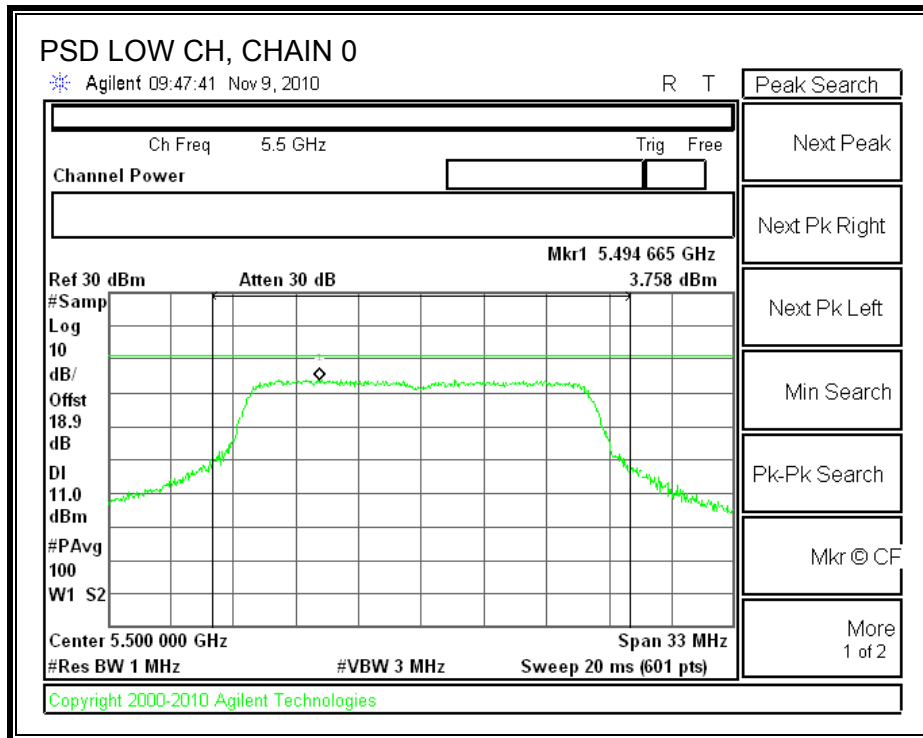 PSD LOW CH, CHAIN 0
Agilent 09:47:41 Nov 9, 2010 R T
Peak Search
Ch Freq 5.5 GHz Trig Free
Channel Power
Next Peak
Next Pk Right
Mkr1 5.494 665 GHz
Ref 30 dBm Atten 30 dB 3.758 dBm
#Samp
Log
10
dB/
Offst
18.9
dB
DI
11.0
dBm
#PAvg
100
W1 S2
1
Next Pk Left
Min Search
Pk-Pk Search
Mkr © CF
More
1 of 2
Center 5.500 000 GHz Span 33 MHz
#Res BW 1 MHz #VBW 3 MHz Sweep 20 ms (601 pts)
Copyright 2000-2010 Agilent Technologies